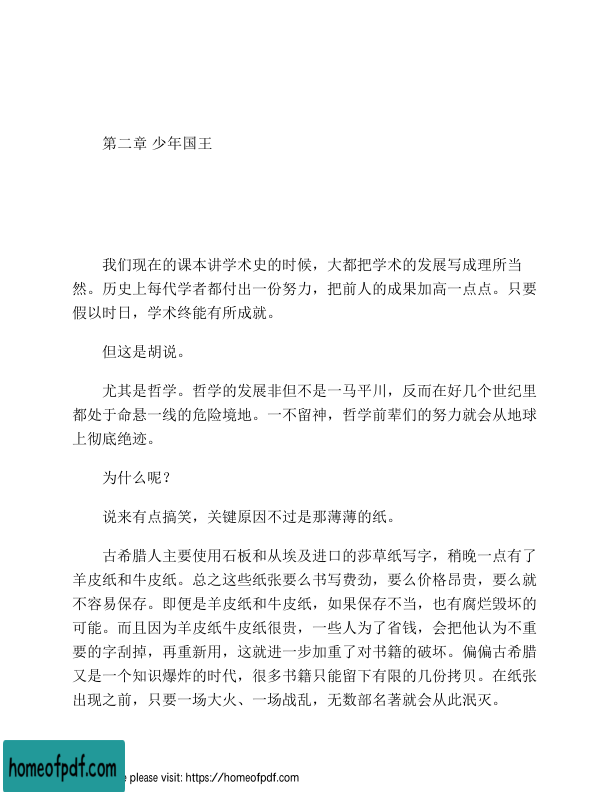 第二章 少年国王
我们现在的课本讲学术史的时候，大都把学术的发展写成理所当
然。历史上每代学者都付出一份努力，把前人的成果加高一点点。只要
假以时日，学术终能有所成就。
但这是胡说。
尤其是哲学。哲学的发展非但不是一马平川，反而在好几个世纪里
都处于命悬一线的危险境地。一不留神，哲学前辈们的努力就会从地球
上彻底绝迹。
为什么呢？
说来有点搞笑，关键原因不过是那薄薄的纸。
古希腊人主要使用石板和从埃及进口的莎草纸写字，稍晚一点有了
羊皮纸和牛皮纸。总之这些纸张要么书写费劲，要么价格昂贵，要么就
不容易保存。即便是羊皮纸和牛皮纸，如果保存不当，也有腐烂毁坏的
可能。而且因为羊皮纸牛皮纸很贵，一些人为了省钱，会把他认为不重
要的字刮掉，再重新用，这就进一步加重了对书籍的破坏。偏偏古希腊
又是一个知识爆炸的时代，很多书籍只能留下有限的几份拷贝。在纸张
出现之前，只要一场大火、一场战乱，无数部名著就会从此泯灭。
homeofpdf.com
e please visit: https://homeofpdf.com